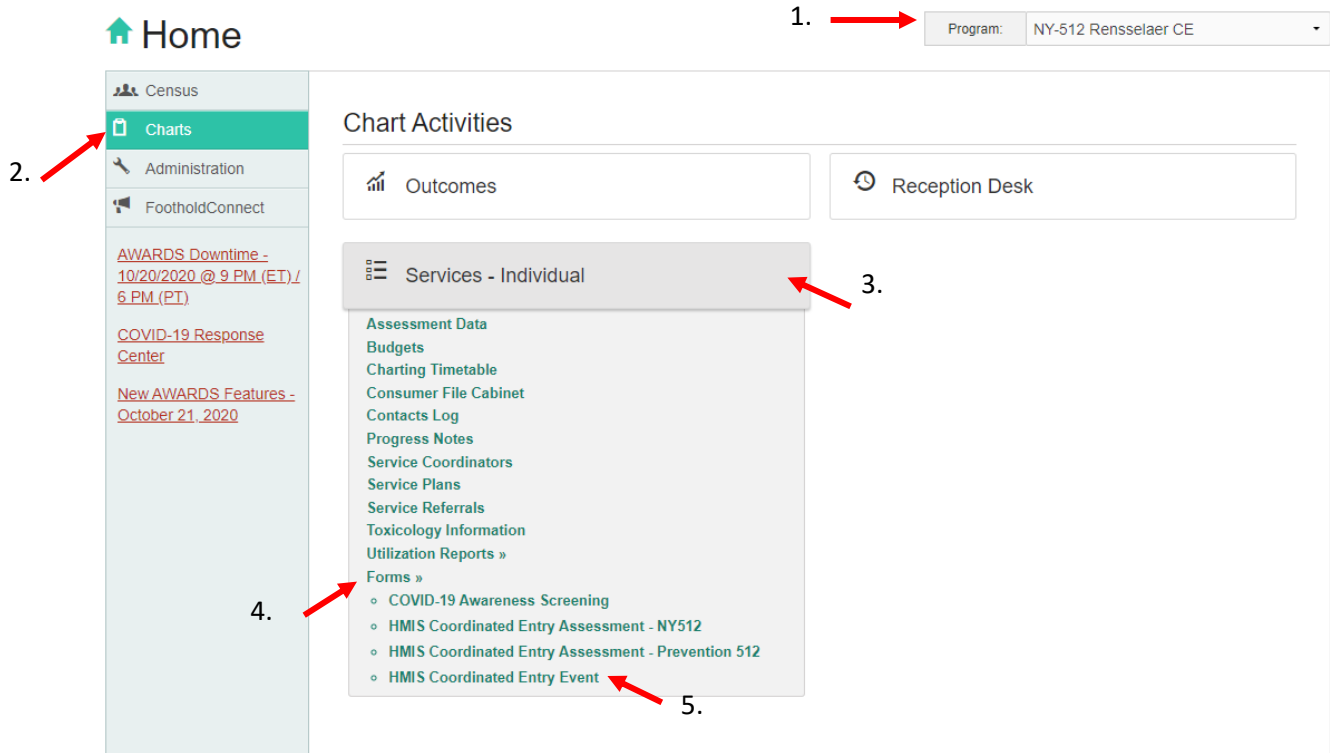 Home
1.
Program: NY-512 Rensselaer CE
Census
Charts
2.
Administration
FootholdConnect
AWARDS Downtime -
10/20/2020 @ 9 PM (ET) /
6 PM (PT)
COVID-19 Response
Center
New AWARDS Features -
October 21, 2020
Chart Activities
Outcomes
Reception Desk
Services - Individual
3.
Assessment Data
Budgets
Charting Timetable
Consumer File Cabinet
Contacts Log
Progress Notes
Service Coordinators
Service Plans
Service Referrals
Toxicology Information
Utilization Reports »
Forms »
4.
COVID-19 Awareness Screening
HMIS Coordinated Entry Assessment - NY512
HMIS Coordinated Entry Assessment - Prevention 512
HMIS Coordinated Entry Event
5.